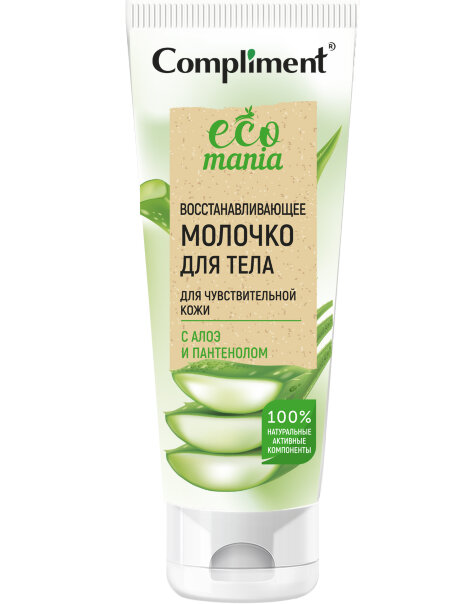 Compliment®
eco
mania
ВОССТАНАВЛИВАЮЩЕЕ
МОЛОЧКО
ДЛЯ ТЕЛА
ДЛЯ ЧУВСТВИТЕЛЬНОЙ
КОЖИ
С АЛОЭ
И ПАНТЕНОЛОМ
100%
НАТУРАЛЬНЫЕ
АКТИВНЫЕ
КОМПОНЕНТЫ